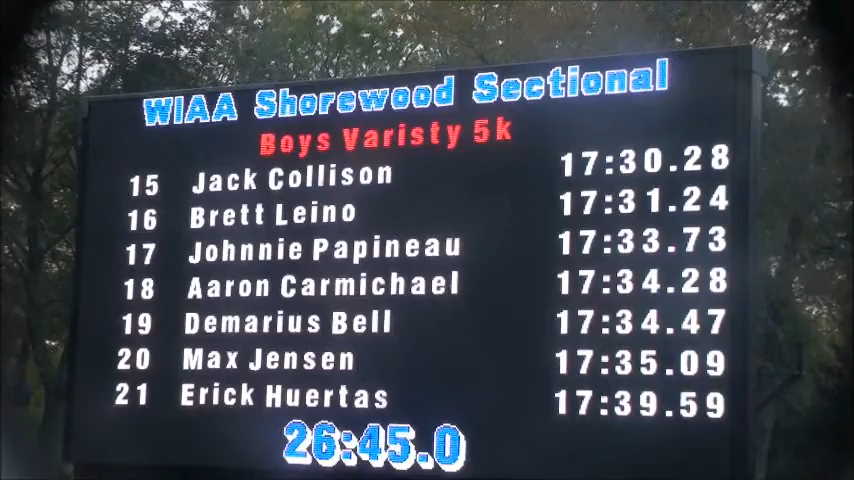 WIAA Shorewood Sectional
Boys Varisty 5k
15 Jack Collison 17:30.28
16 Brett Leino 17:31.24
17 Johnnie Papineau 17:33.73
18 Aaron Carmichael 17:34.28
19 Demarius Bell 17:34.47
20 Max Jensen 17:35.09
21 Erick Huertas 17:39.59
26:45.0